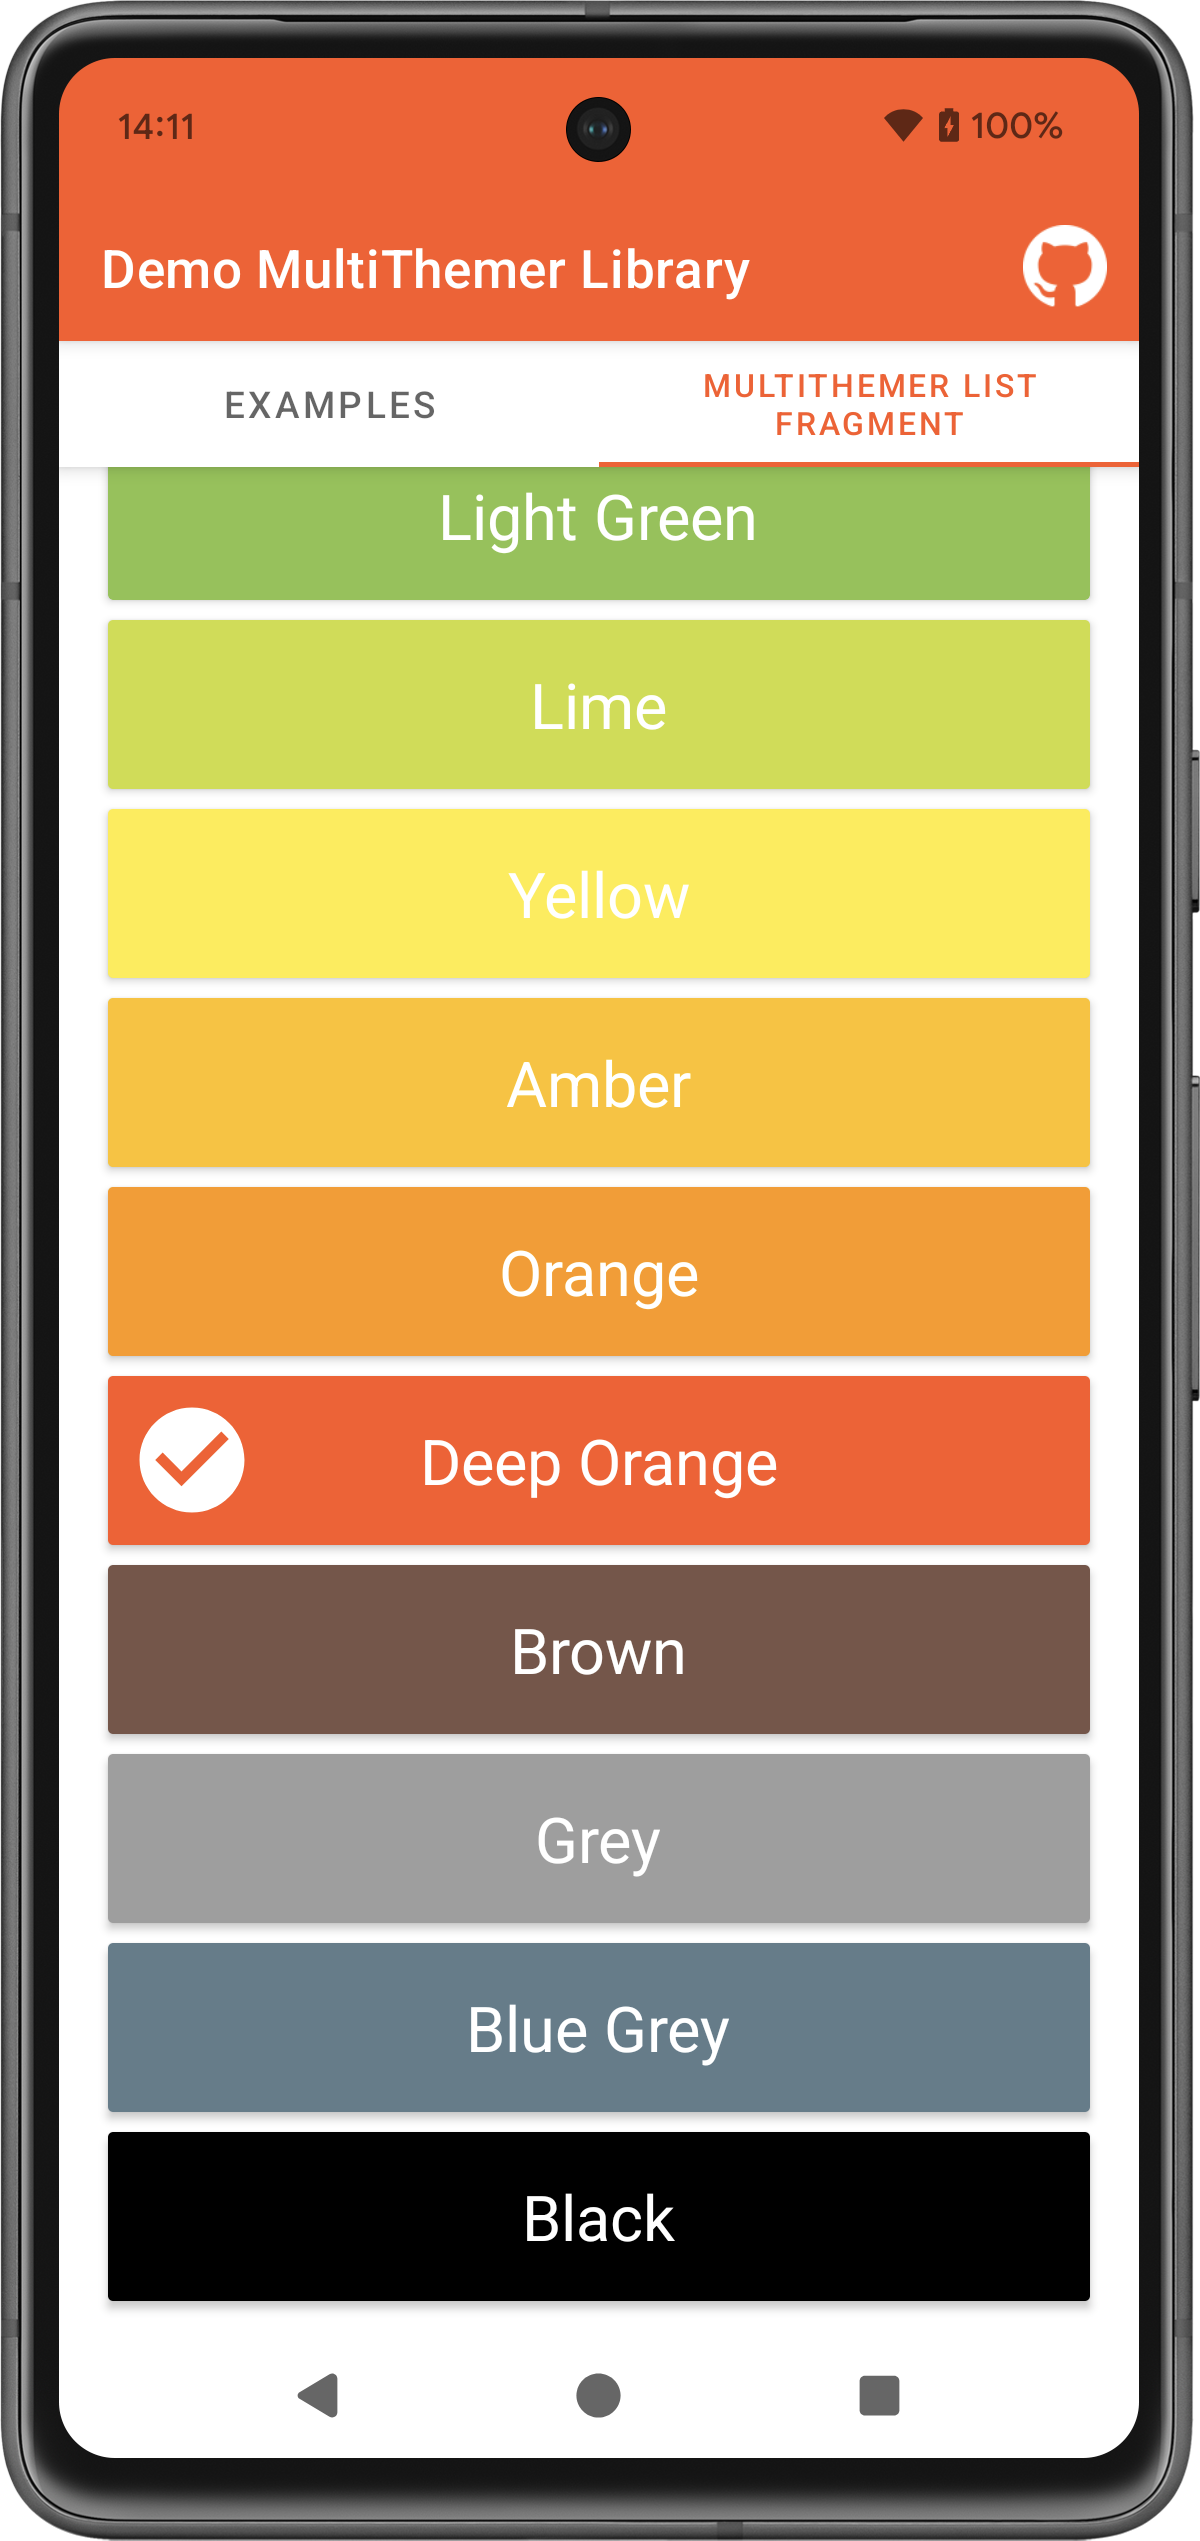 14:11
100%
Demo MultiThemer Library
EXAMPLES
MULTITHEMER LIST
FRAGMENT
Light Green
Lime
Yellow
Amber
Orange
Deep Orange
Brown
Grey
Blue Grey
Black